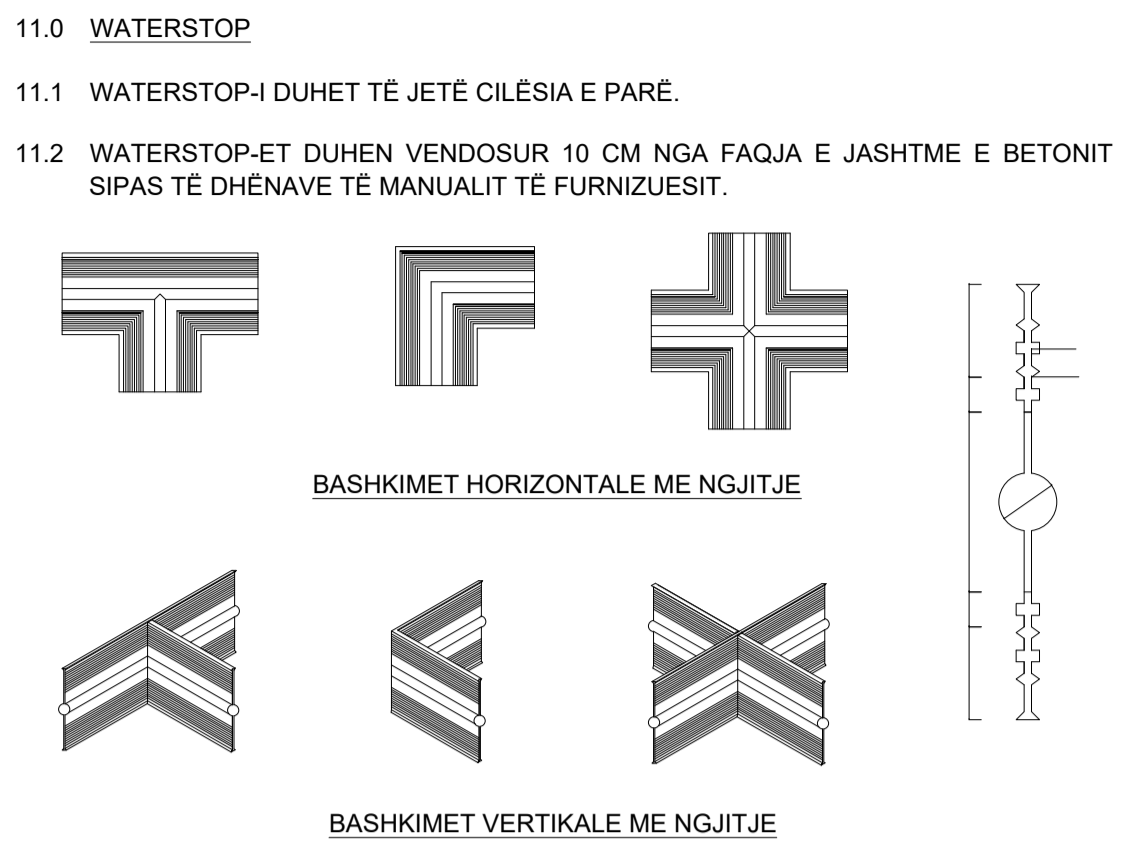 11.0 WATERSTOP
11.1 WATERSTOP-I DUHET TË JETË CILËSIA E PARË.
11.2 WATERSTOP-ET DUHEN VENDOSUR 10 CM NGA FAQJA E JASHTME E BETONIT
SIPAS TË DHËNAVE TË MANUALIT TË FURNIZUESIT.
BASHKIMET HORIZONTALE ME NGJITJE
BASHKIMET VERTIKALE ME NGJITJE